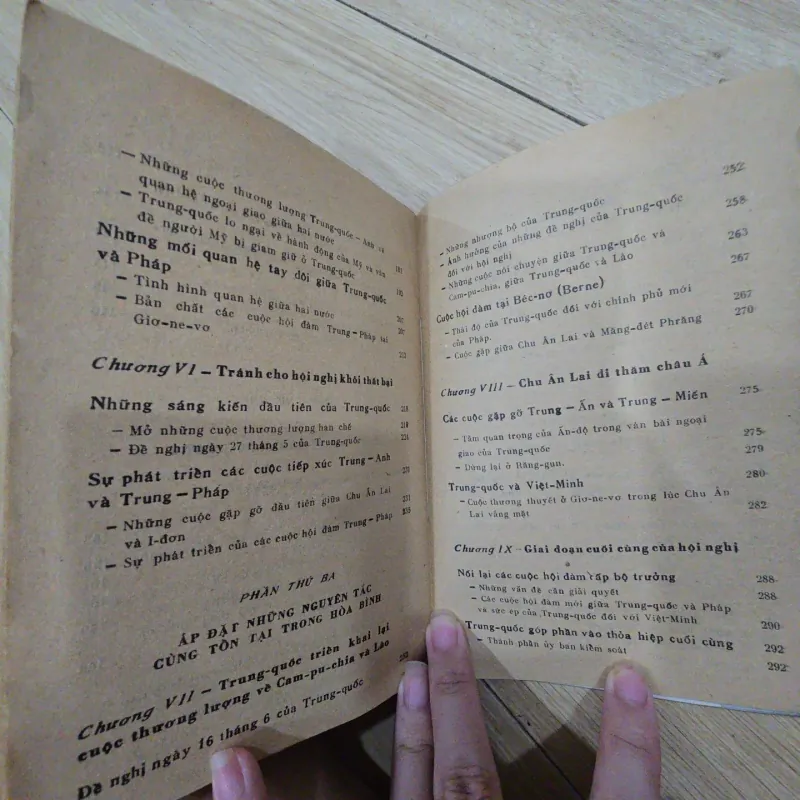 — Những cuộc thương lượng Trung-quốc — Anh và
quan hệ ngoại giao giữa hai nước
— Trung-quốc lo ngại về hành động của Mỹ và vấn
đề người Mỹ bị giam giữ ở Trung-quốc
Những mối quan hệ tay đôi giữa Trung-quốc
và Pháp
— Tình hình quan hệ giữa hai nước
— Bản chất các cuộc hội đàm Trung — Pháp tại
Giơ-ne-vơ
Chương VI — Tránh cho hội nghị khỏi thất bại
Những sáng kiến đầu tiên của Trung-quốc
— Mở những cuộc thương lượng hạn chế
— Đề nghị ngày 27 tháng 5 của Trung-quốc
Sự phát triển các cuộc tiếp xúc Trung — Anh
và Trung — Pháp
— Những cuộc gặp gỡ đầu tiên giữa Chu Ân Lai
và I-đơn
— Sự phát triển của các cuộc hội đàm Trung — Pháp
PHẦN THỨ BA
ÁP ĐẶT NHỮNG NGUYÊN TẮC
CÙNG TỒN TẠI TRONG HÒA BÌNH
Chương VII — Trung-quốc triển khai lại
cuộc thương lượng về Cam-pu-chia và Lào
Đề nghị ngày 16 tháng 6 của Trung-quốc
— Những nhượng bộ của Trung-quốc 252
— Ảnh hưởng của những đề nghị của Trung-quốc
đối với hội nghị 258
— Những cuộc nói chuyện giữa Trung-quốc và
Cam-pu-chia, giữa Trung-quốc và Lào 263
Cuộc hội đàm tại Béc-nơ (Berne) 267
— Thái độ của Trung-quốc đối với chính phủ mới
của Pháp. 267
— Cuộc gặp giữa Chu Ân Lai và Măng-đét Phrăng 270
Chương VIII — Chu Ân Lai đi thăm châu Á
Các cuộc gặp gỡ Trung — Ấn và Trung — Miến 275
— Tầm quan trọng của Ấn-độ trong ván bài ngoại
giao của Trung-quốc 275
— Dừng lại ở Răng-gun. 279
Trung-quốc và Việt-Minh 280
— Cuộc thương thuyết ở Giơ-ne-vơ trong lúc Chu Ân
Lai vắng mặt 282
Chương IX — Giai đoạn cuối cùng của hội nghị
Nối lại các cuộc hội đàm cấp bộ trưởng 288
— Những vấn đề cần giải quyết 288
— Các cuộc hội đàm mới giữa Trung-quốc và Pháp
và sức ép của Trung-quốc đối với Việt-Minh 290
Trung-quốc góp phần vào thỏa hiệp cuối cùng 292
— Thành phần ủy ban kiểm soát 292